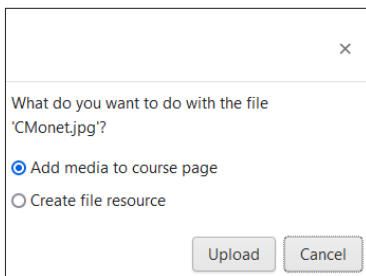 What do you want to do with the file
'CMonet.jpg'?
Add media to course page
Create file resource
Upload
Cancel